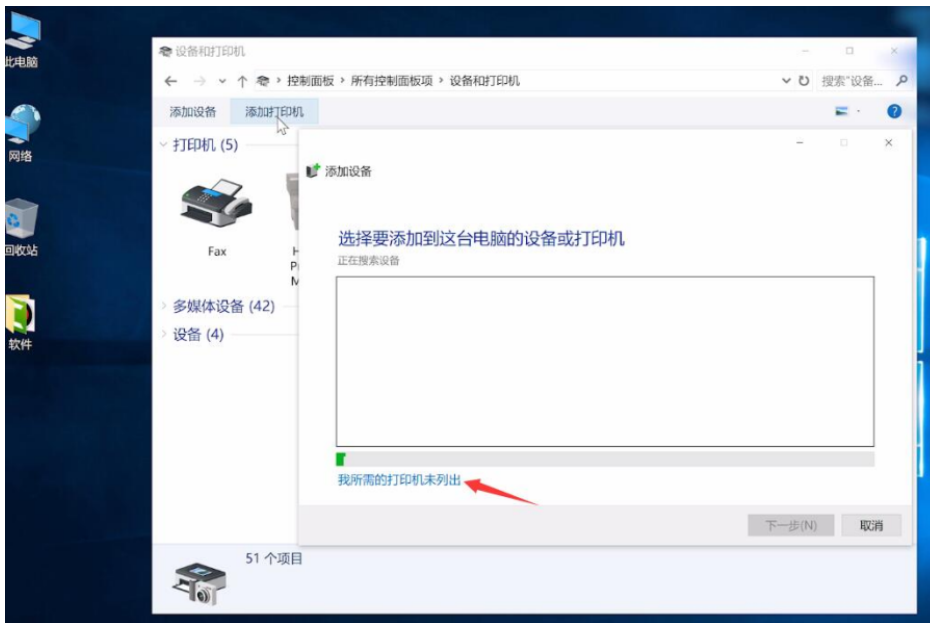 此电脑
网络
回收站
软件
设备和打印机
控制面板 › 所有控制面板项 › 设备和打印机
搜索"设备...
添加设备 添加打印机
打印机 (5)
Fax
H
P
M
多媒体设备 (42)
设备 (4)
添加设备
选择要添加到这台电脑的设备或打印机
正在搜索设备
我所需的打印机未列出
下一步(N) 取消
51 个项目